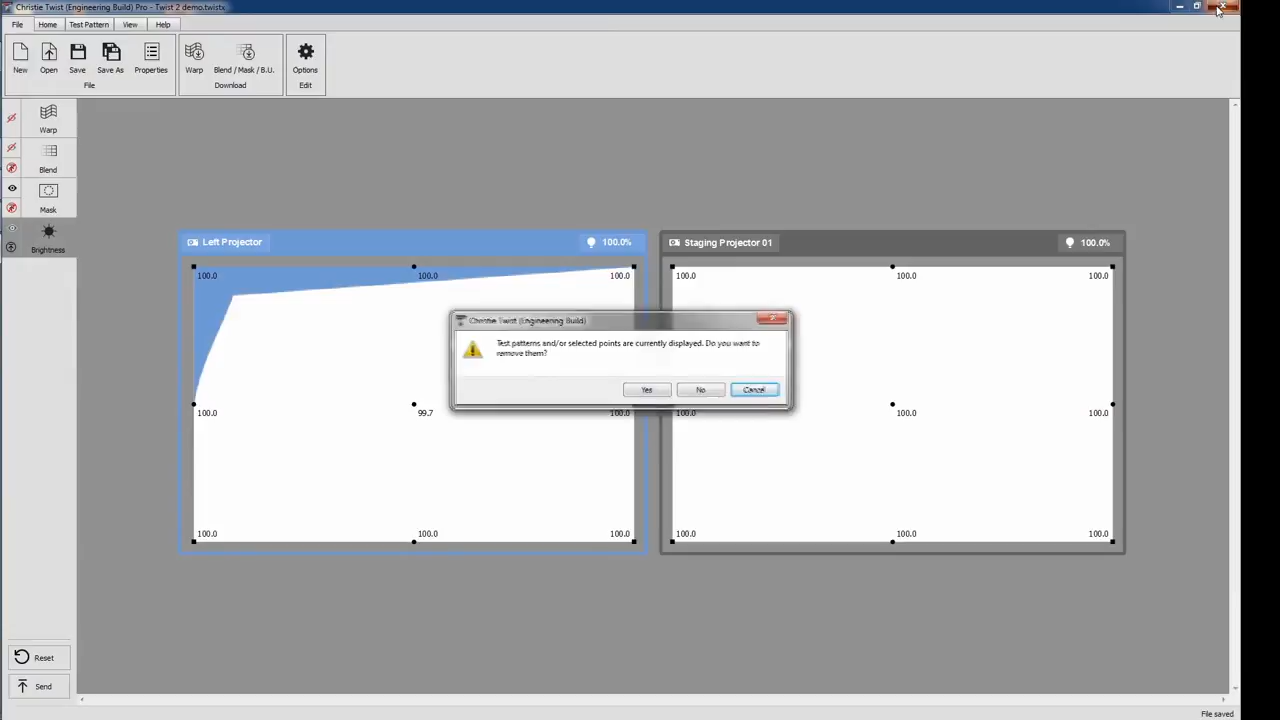 Christie Twist (Engineering Build) Pro - Twist 2 demo.twistx
File Home Test Pattern View Help
New Open Save Save As Properties Warp Blend / Mask / B.U. Options
File Download Edit
Warp
Blend
Mask
Brightness
Left Projector 100.0% Staging Projector 01 100.0%
100.0 100.0 100.0 100.0 100.0 100.0
Christie Twist (Engineering Build)
Test patterns and/or selected points are currently displayed. Do you want to
remove them?
Yes No Cancel
100.0 99.7 100.0 100.0 100.0 100.0
100.0 100.0 100.0 100.0 100.0 100.0
Reset
Send
File saved